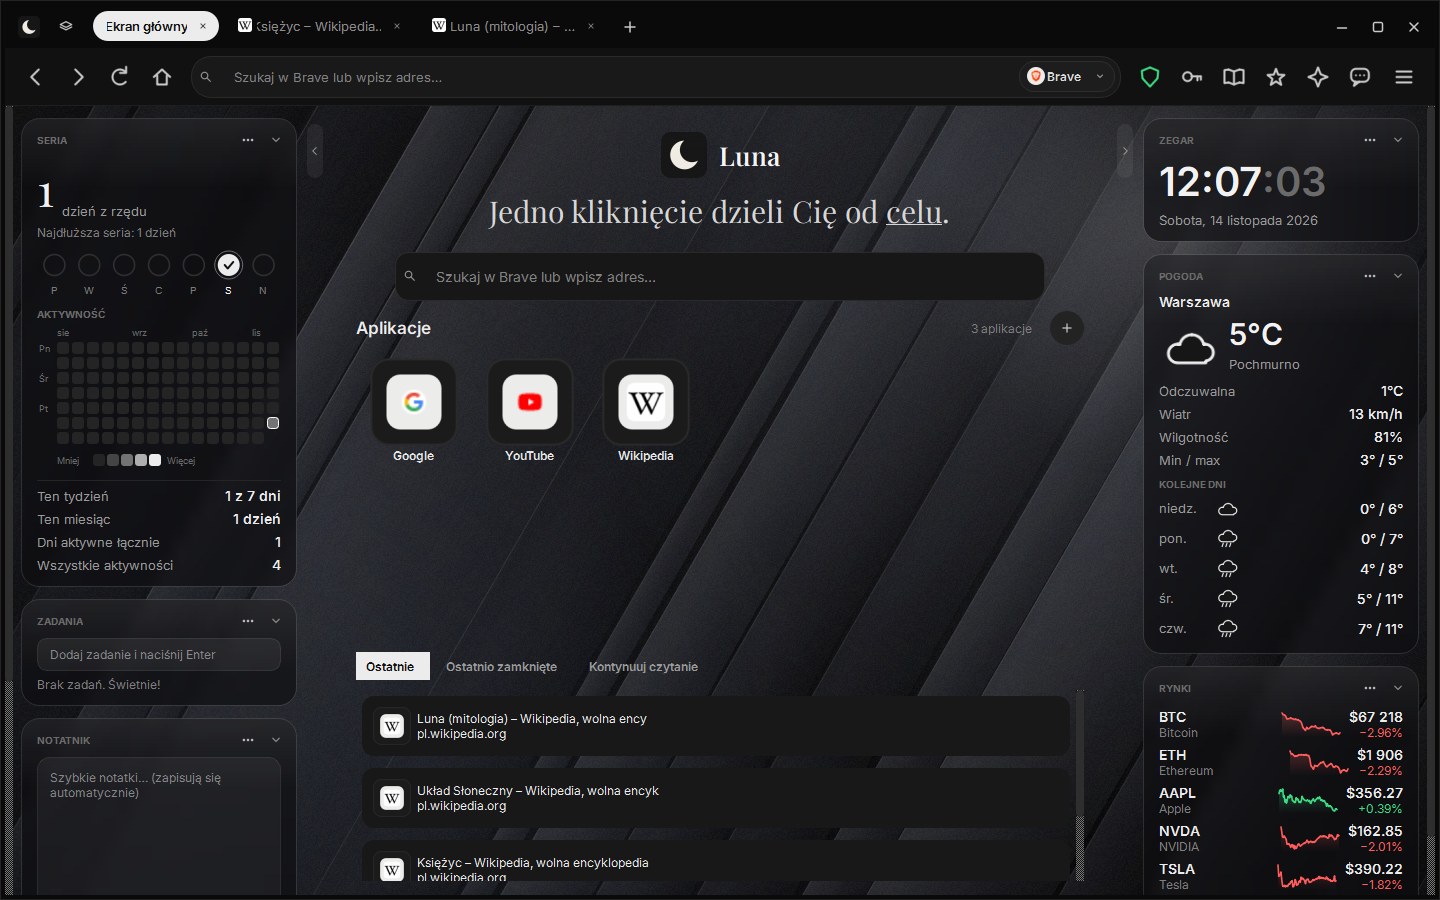 Ekran główny
Księżyc – Wikipedia..
Luna (mitologia) – ...
Szukaj w Brave lub wpisz adres...
Brave
SERIA
1 dzień z rzędu
Najdłuższa seria: 1 dzień
P W Ś C P S N
AKTYWNOŚĆ
sie wrz paź lis
Pn
Śr
Pt
Mniej Więcej
Ten tydzień 1 z 7 dni
Ten miesiąc 1 dzień
Dni aktywne łącznie 1
Wszystkie aktywności 4
ZADANIA
Dodaj zadanie i naciśnij Enter
Brak zadań. Świetnie!
NOTATNIK
Szybkie notatki... (zapisują się
automatycznie)
Luna
Jedno kliknięcie dzieli Cię od celu.
Szukaj w Brave lub wpisz adres...
Aplikacje
3 aplikacje
Google
YouTube
W
Wikipedia
Ostatnie
Ostatnio zamknięte
Kontynuuj czytanie
Luna (mitologia) – Wikipedia, wolna ency
pl.wikipedia.org
Układ Słoneczny – Wikipedia, wolna encyk
pl.wikipedia.org
Księżyc – Wikipedia, wolna encyklopedia
pl.wikipedia.org
ZEGAR
12:07:03
Sobota, 14 listopada 2026
POGODA
Warszawa
5°C
Pochmurno
Odczuwalna 1°C
Wiatr 13 km/h
Wilgotność 81%
Min / max 3° / 5°
KOLEJNE DNI
niedz. 0° / 6°
pon. 0° / 7°
wt. 4° / 8°
śr. 5° / 11°
czw. 7° / 11°
RYNKI
BTC $67 218
Bitcoin −2.96%
ETH $1 906
Ethereum −2.29%
AAPL $356.27
Apple +0.39%
NVDA $162.85
NVIDIA −2.01%
TSLA $390.22
Tesla −1.82%